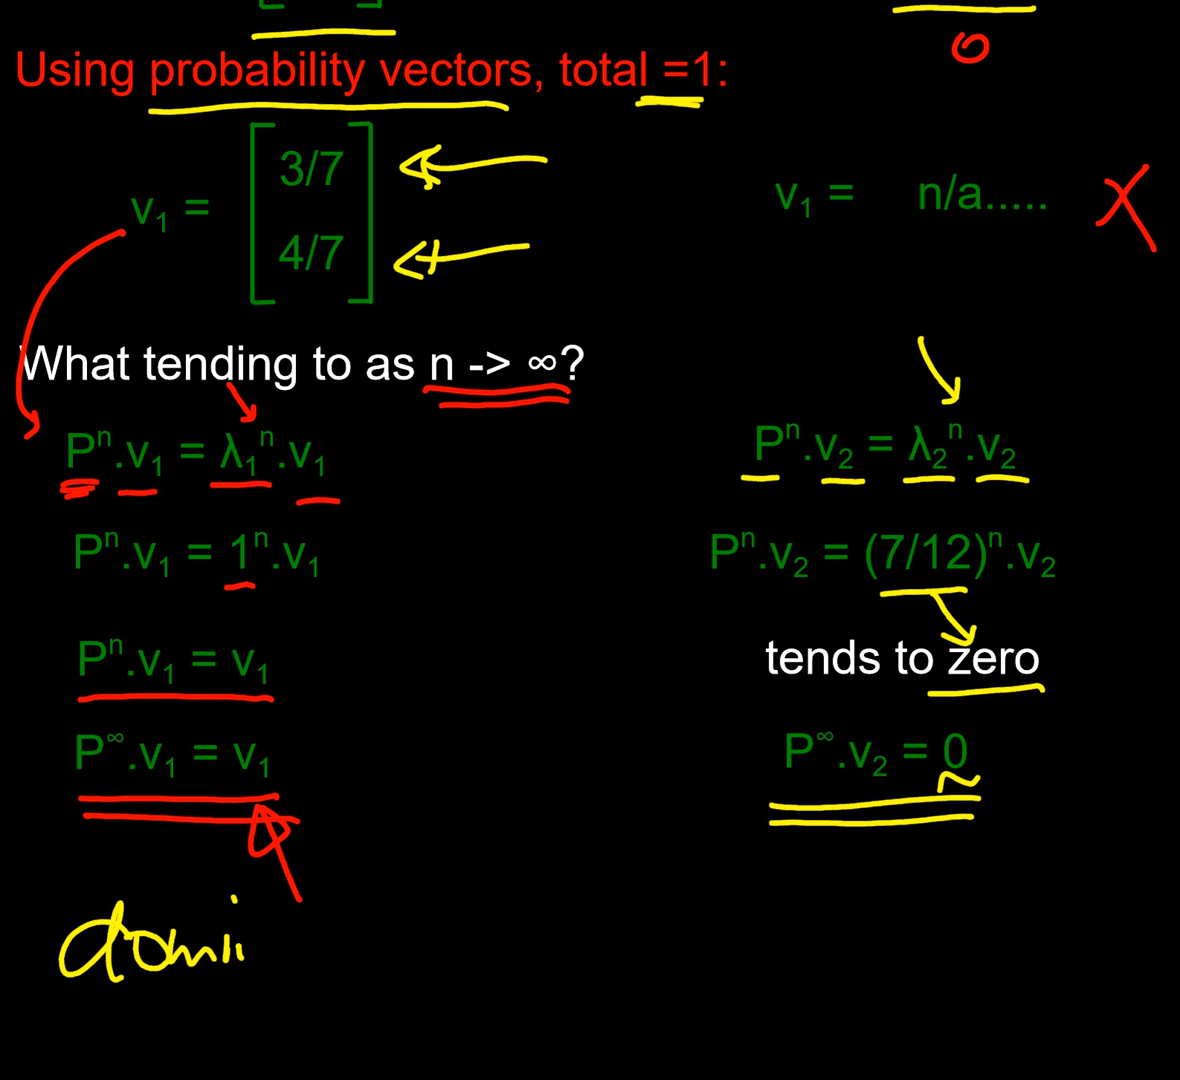 0
Using probability vectors, total =1:
v₁ = [3/7
4/7]
v₁ = n/a.....
X
What tending to as n -> ∞?
Pⁿ.v₁ = λ₁ⁿ.v₁
Pⁿ.v₂ = λ₂ⁿ.v₂
Pⁿ.v₁ = 1ⁿ.v₁
Pⁿ.v₂ = (7/12)ⁿ.v₂
Pⁿ.v₁ = v₁
tends to zero
P^∞.v₁ = v₁
P^∞.v₂ = 0
~
domii